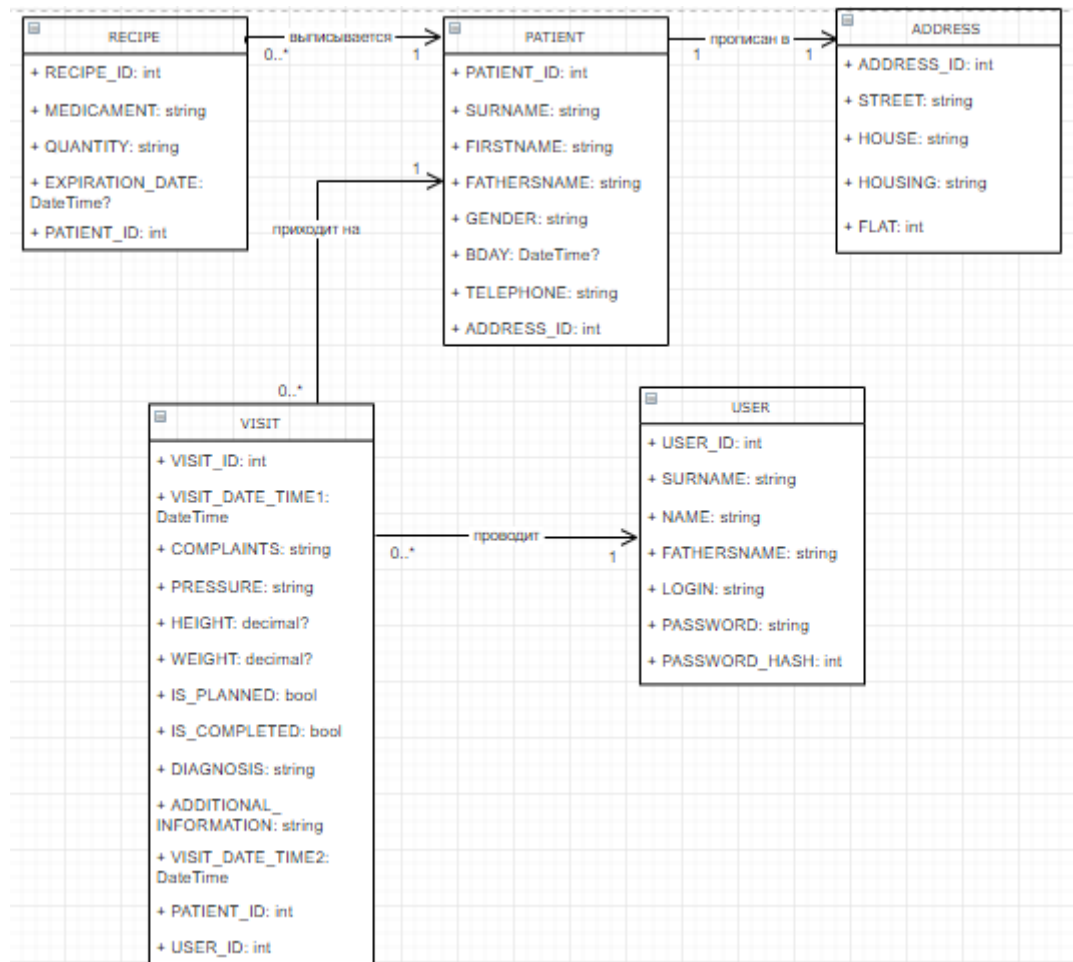 RECIPE
+ RECIPE_ID: int
+ MEDICAMENT: string
+ QUANTITY: string
+ EXPIRATION_DATE:
DateTime?
+ PATIENT_ID: int
выписывается
0..*
1
PATIENT
+ PATIENT_ID: int
+ SURNAME: string
+ FIRSTNAME: string
+ FATHERSNAME: string
+ GENDER: string
+ BDAY: DateTime?
+ TELEPHONE: string
+ ADDRESS_ID: int
прописан в
1
1
ADDRESS
+ ADDRESS_ID: int
+ STREET: string
+ HOUSE: string
+ HOUSING: string
+ FLAT: int
1
приходит на
0..*
VISIT
+ VISIT_ID: int
+ VISIT_DATE_TIME1:
DateTime
+ COMPLAINTS: string
+ PRESSURE: string
+ HEIGHT: decimal?
+ WEIGHT: decimal?
+ IS_PLANNED: bool
+ IS_COMPLETED: bool
+ DIAGNOSIS: string
+ ADDITIONAL_
INFORMATION: string
+ VISIT_DATE_TIME2:
DateTime
+ PATIENT_ID: int
+ USER_ID: int
проводит
0..*
1
USER
+ USER_ID: int
+ SURNAME: string
+ NAME: string
+ FATHERSNAME: string
+ LOGIN: string
+ PASSWORD: string
+ PASSWORD_HASH: int